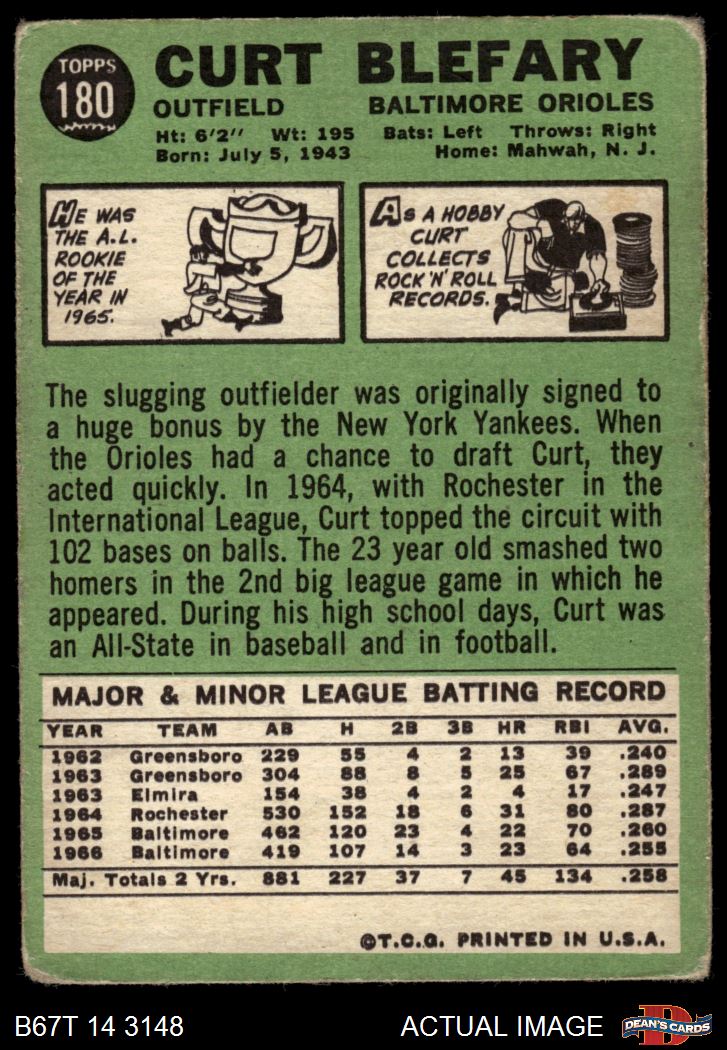 TOPPS
180
CURT BLEFARY
OUTFIELD BALTIMORE ORIOLES
Ht: 6'2" Wt: 195 Bats: Left Throws: Right
Born: July 5, 1943 Home: Mahwah, N. J.
HE WAS
THE A.L.
ROOKIE
OF THE
YEAR IN
1965.
AS A HOBBY
CURT
COLLECTS
ROCK 'N' ROLL
RECORDS.
The slugging outfielder was originally signed to
a huge bonus by the New York Yankees. When
the Orioles had a chance to draft Curt, they
acted quickly. In 1964, with Rochester in the
International League, Curt topped the circuit with
102 bases on balls. The 23 year old smashed two
homers in the 2nd big league game in which he
appeared. During his high school days, Curt was
an All-State in baseball and in football.
MAJOR & MINOR LEAGUE BATTING RECORD
YEAR TEAM AB H 2B 3B HR RBI AVG.
1962 Greensboro 229 55 4 2 13 39 .240
1963 Greensboro 304 88 8 5 25 67 .289
1963 Elmira 154 38 4 2 4 17 .247
1964 Rochester 530 152 18 6 31 80 .287
1965 Baltimore 462 120 23 4 22 70 .260
1966 Baltimore 419 107 14 3 23 64 .255
Maj. Totals 2 Yrs. 881 227 37 7 45 134 .258
©T.C.G. PRINTED IN U.S.A.
B67T 14 3148 ACTUAL IMAGE
D
DEAN'S CARDS